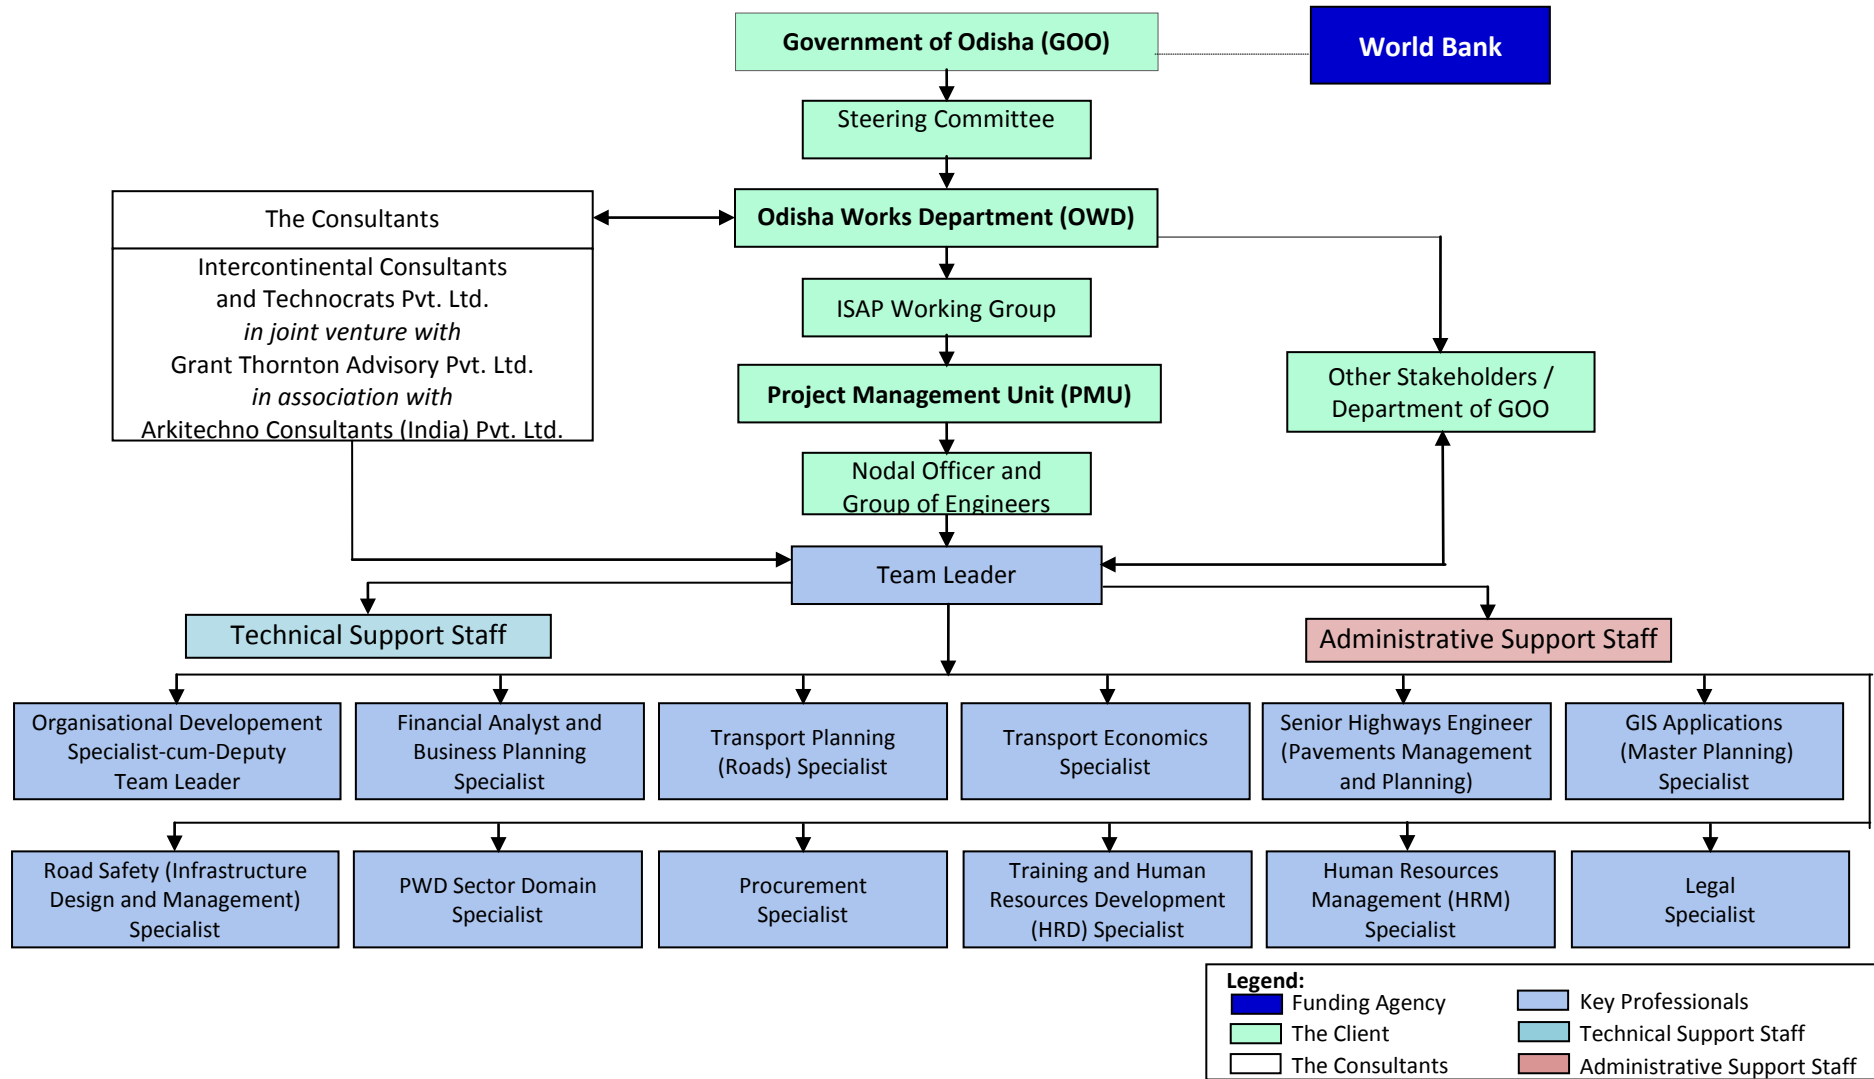 Government of Odisha (GOO)
World Bank
Steering Committee
The Consultants
Odisha Works Department (OWD)
Intercontinental Consultants
and Technocrats Pvt. Ltd.
in joint venture with
Grant Thornton Advisory Pvt. Ltd.
in association with
Arkitechno Consultants (India) Pvt. Ltd.
ISAP Working Group
Project Management Unit (PMU)
Other Stakeholders /
Department of GOO
Nodal Officer and
Group of Engineers
Team Leader
Technical Support Staff
Administrative Support Staff
Organisational Developement
Specialist-cum-Deputy
Team Leader
Financial Analyst and
Business Planning
Specialist
Transport Planning
(Roads) Specialist
Transport Economics
Specialist
Senior Highways Engineer
(Pavements Management
and Planning)
GIS Applications
(Master Planning)
Specialist
Road Safety (Infrastructure
Design and Management)
Specialist
PWD Sector Domain
Specialist
Procurement
Specialist
Training and Human
Resources Development
(HRD) Specialist
Human Resources
Management (HRM)
Specialist
Legal
Specialist
Legend:
Funding Agency
The Client
The Consultants
Key Professionals
Technical Support Staff
Administrative Support Staff